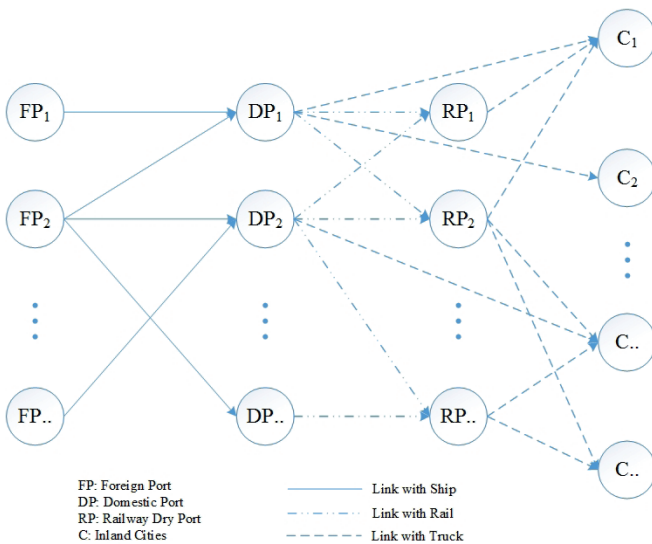 C₁
FP₁ DP₁ RP₁
C₂
FP₂ DP₂ RP₂
C..
FP.. DP.. RP..
C..
FP: Foreign Port
DP: Domestic Port
RP: Railway Dry Port
C: Inland Cities
Link with Ship
Link with Rail
Link with Truck